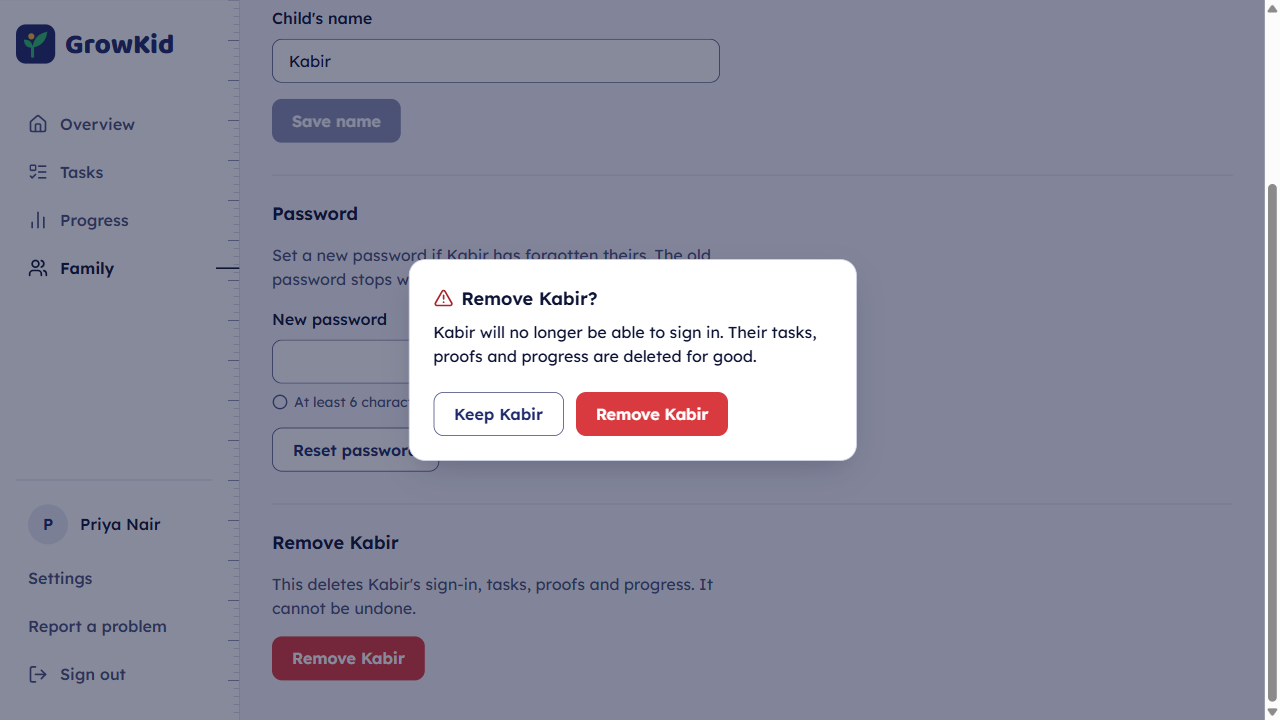 GrowKid
Overview
Tasks
Progress
Family
P
Priya Nair
Settings
Report a problem
Sign out
Child's name
Kabir
Save name
Password
Set a new password if Kabir has forgotten theirs. The old
password stops
New password
At least 6
Reset password
Remove Kabir?
Kabir will no longer be able to sign in. Their tasks,
proofs and progress are deleted for good.
Keep Kabir
Remove Kabir
Remove Kabir
This deletes Kabir's sign-in, tasks, proofs and progress. It
cannot be undone.
Remove Kabir